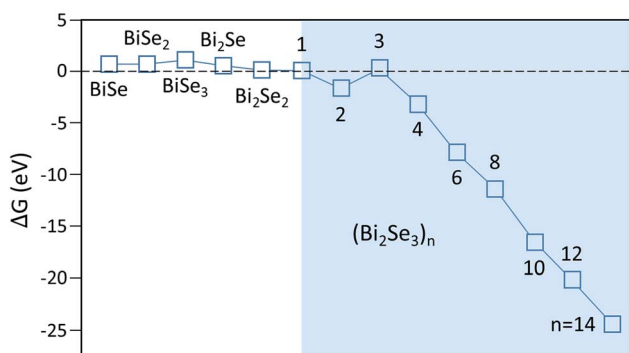 5
0
-5
-10
-15
-20
-25
ΔG (eV)
BiSe
BiSe₂
BiSe₃
Bi₂Se
Bi₂Se₂
1
2
3
4
6
8
10
12
n=14
(Bi₂Se₃)ₙ